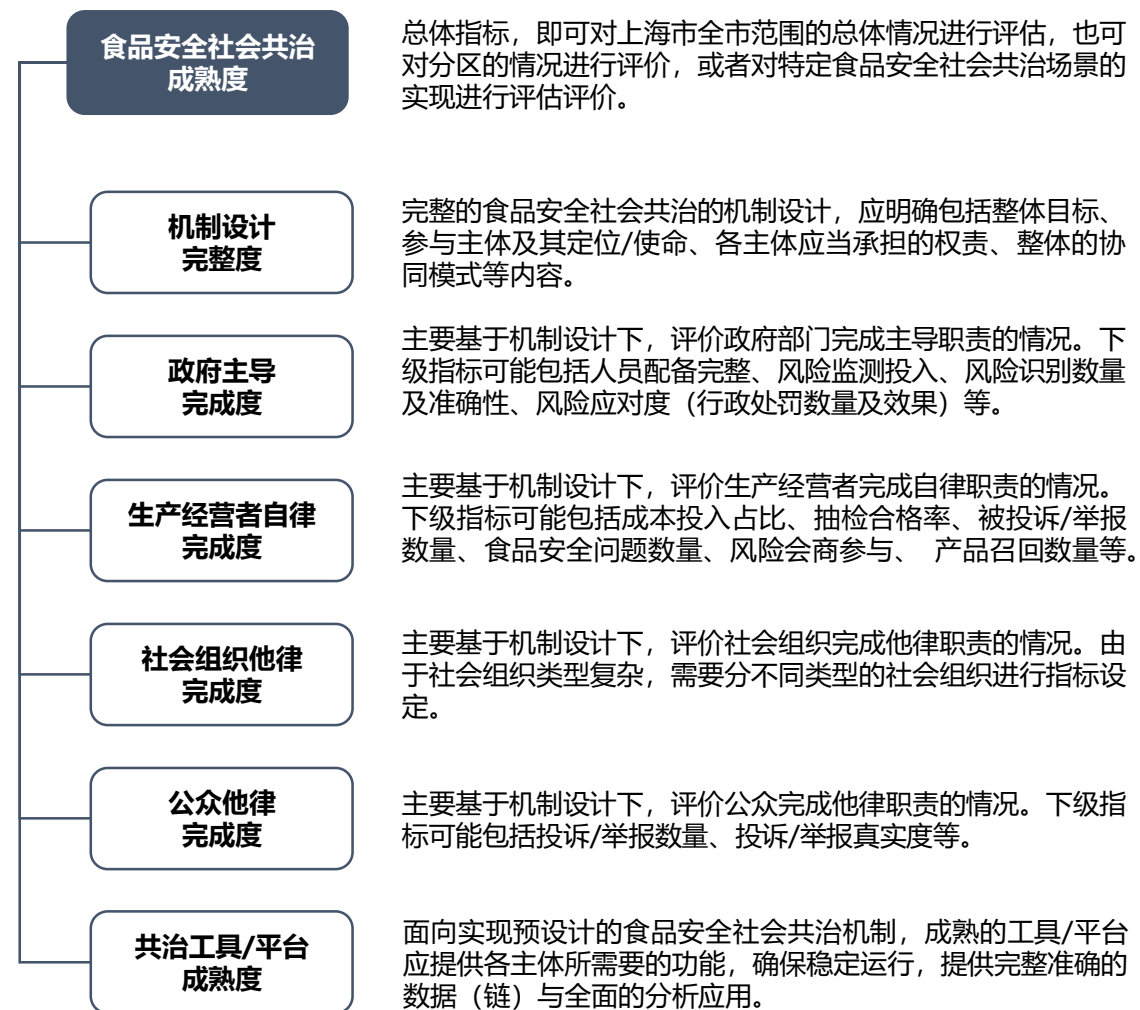 食品安全社会共治
成熟度
总体指标，即可对上海市全市范围的总体情况进行评估，也可
对分区的情况进行评价，或者对特定食品安全社会共治场景的
实现进行评估评价。
机制设计
完整度
完整的食品安全社会共治的机制设计，应明确包括整体目标、
参与主体及其定位/使命、各主体应当承担的权责、整体的协
同模式等内容。
政府主导
完成度
主要基于机制设计下，评价政府部门完成主导职责的情况。下
级指标可能包括人员配备完整、风险监测投入、风险识别数量
及准确性、风险应对度（行政处罚数量及效果）等。
生产经营者自律
完成度
主要基于机制设计下，评价生产经营者完成自律职责的情况。
下级指标可能包括成本投入占比、抽检合格率、被投诉/举报
数量、食品安全问题数量、风险会商参与、 产品召回数量等。
社会组织他律
完成度
主要基于机制设计下，评价社会组织完成他律职责的情况。由
于社会组织类型复杂，需要分不同类型的社会组织进行指标设
定。
公众他律
完成度
主要基于机制设计下，评价公众完成他律职责的情况。下级指
标可能包括投诉/举报数量、投诉/举报真实度等。
共治工具/平台
成熟度
面向实现预设计的食品安全社会共治机制，成熟的工具/平台
应提供各主体所需要的功能，确保稳定运行，提供完整准确的
数据（链）与全面的分析应用。